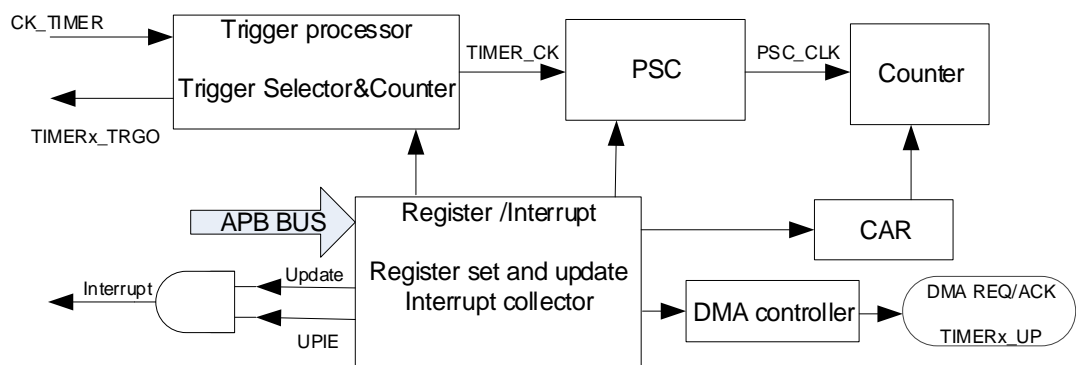 CK_TIMER
Trigger processor
Trigger Selector&Counter
TIMERx_TRGO
TIMER_CK
PSC
PSC_CLK
Counter
APB BUS
Register /Interrupt
Register set and update
Interrupt collector
CAR
Interrupt
Update
UPIE
DMA controller
DMA REQ/ACK
TIMERx_UP